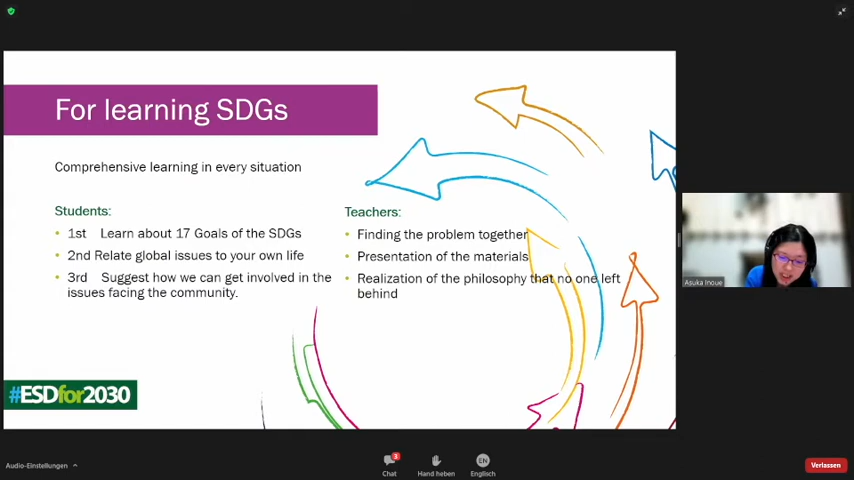 For learning SDGs
Comprehensive learning in every situation
Students:
• 1st Learn about 17 Goals of the SDGs
• 2nd Relate global issues to your own life
• 3rd Suggest how we can get involved in the
issues facing the community.
Teachers:
• Finding the problem together
• Presentation of the materials
• Realization of the philosophy that no one left
behind
#ESDfor2030
Asuka Inoue
Audio-Einstellungen
3
Chat
Hand heben
EN
Englisch
Verlassen